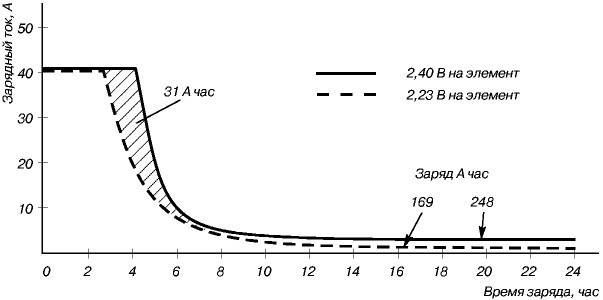 Зарядный ток, А
50
40
30
20
10
2,40 В на элемент
2,23 В на элемент
31 А час
Заряд А час
169 248
0 2 4 6 8 10 12 14 16 18 20 22 24
Время заряда, час